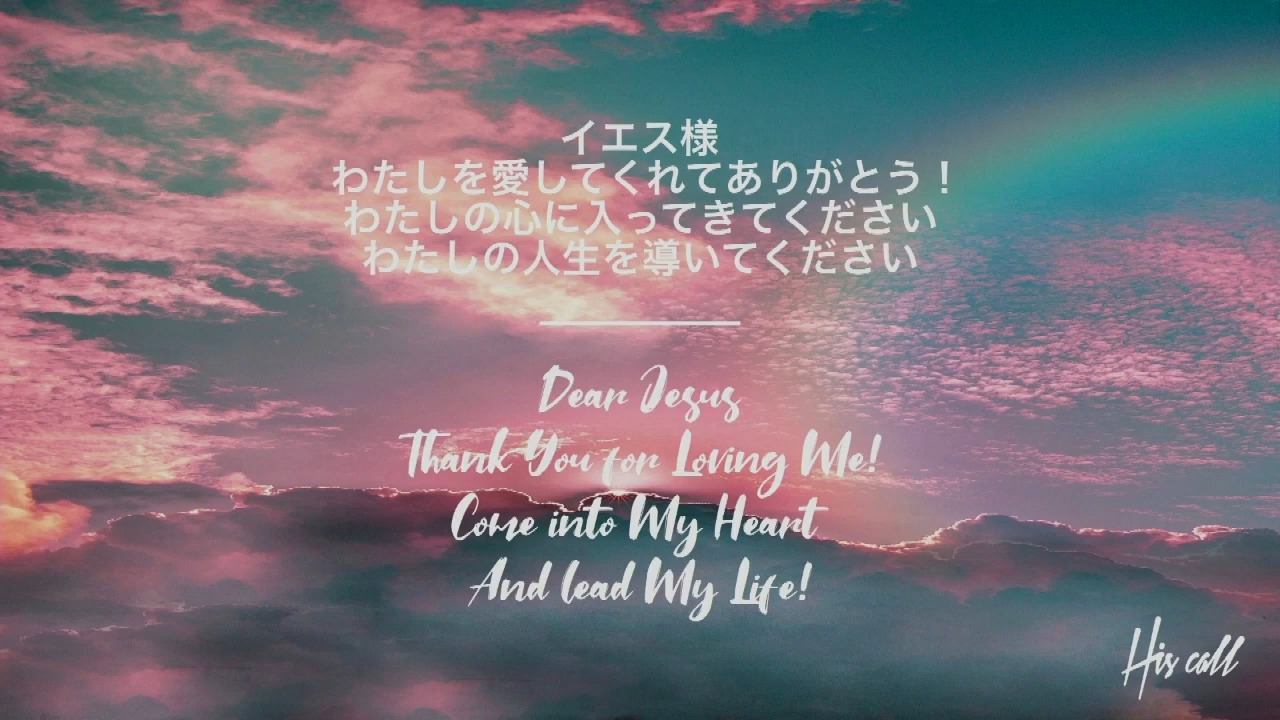 イエス様
わたしを愛してくれてありがとう！
わたしの心に入ってきてください
わたしの人生を導いてください
Dear Jesus
Thank You for Loving Me!
Come into My Heart
And lead My Life!
His call